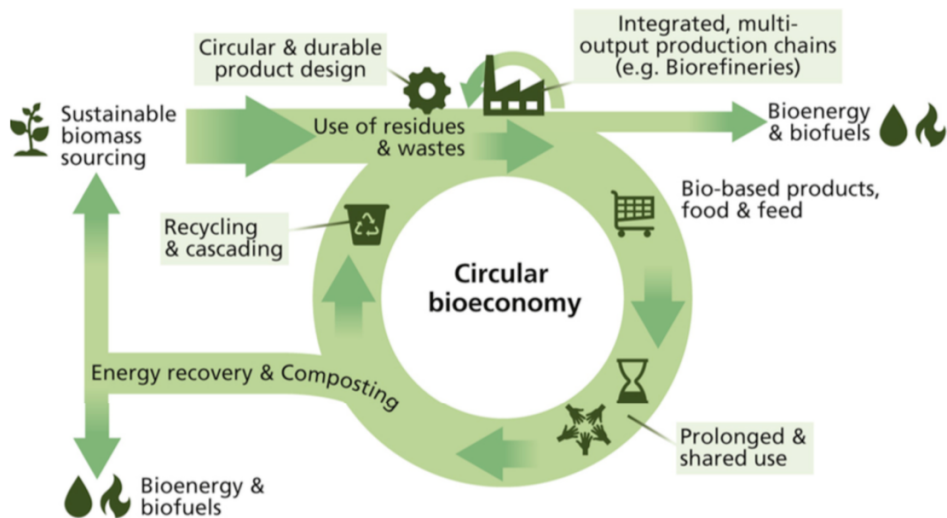 Circular & durable
product design
Integrated, multi-
output production chains
(e.g. Biorefineries)
Sustainable
biomass
sourcing
Use of residues
& wastes
Bioenergy
& biofuels
Bio-based products,
food & feed
Recycling
& cascading
Circular
bioeconomy
Energy recovery & Composting
Prolonged &
shared use
Bioenergy &
biofuels